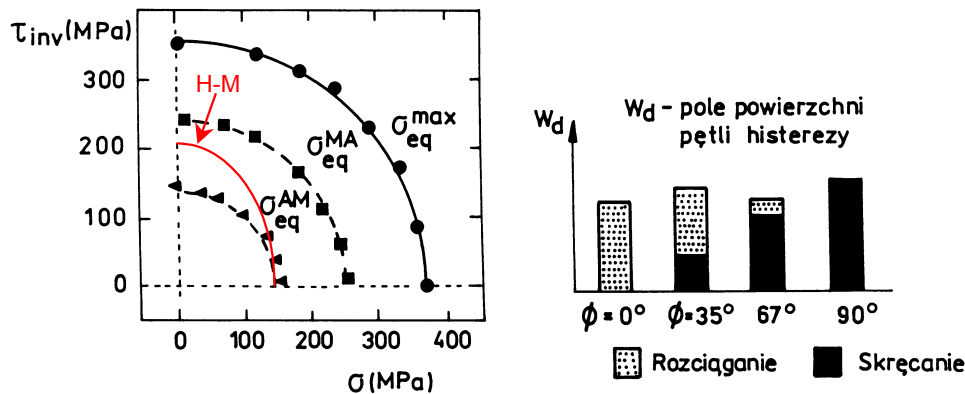 τinv(MPa)
300
200
100
0
H-M
σeq^max
σeq^MA
σeq^AM
0 100 200 300 400
σ(MPa)
Wd
Wd – pole powierzchni
pętli histerezy
ϕ=0° ϕ=35° 67° 90°
Rozciąganie Skręcanie